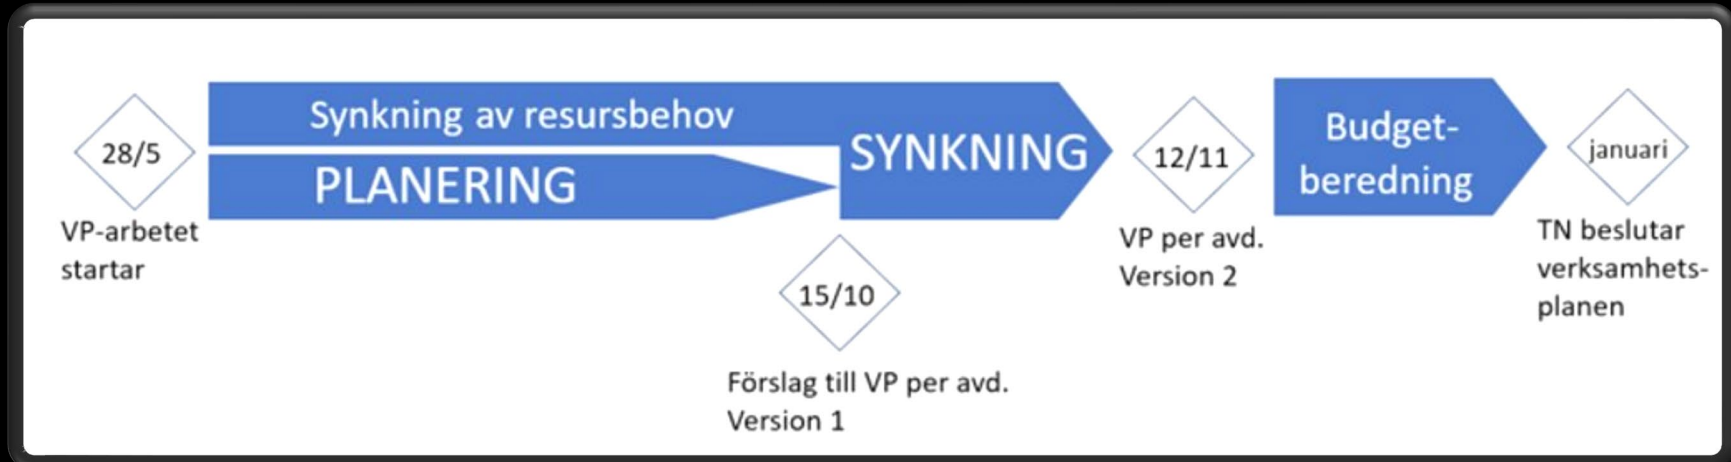 28/5
VP-arbetet
startar
Synkning av resursbehov
PLANERING
SYNKNING
15/10
Förslag till VP per avd.
Version 1
12/11
VP per avd.
Version 2
Budget-
beredning
januari
TN beslutar
verksamhets-
planen